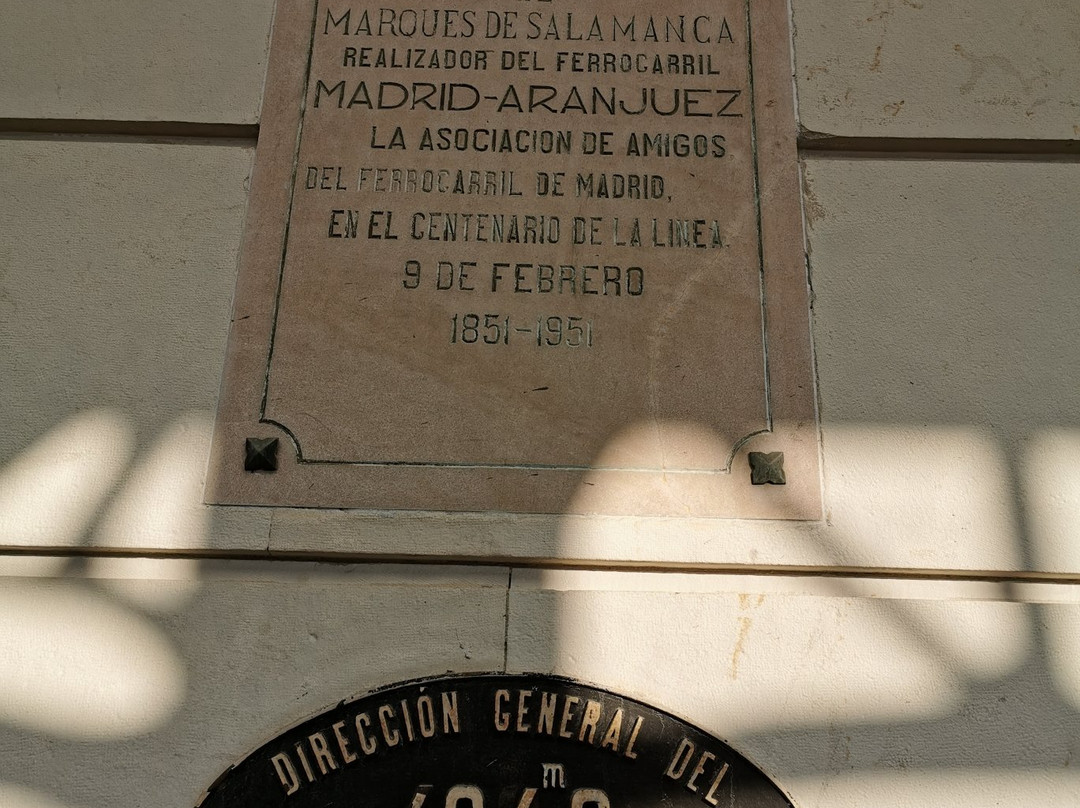 MARQUES DE SALAMANCA
REALIZADOR DEL FERROCARRIL
MADRID-ARANJUEZ
LA ASOCIACION DE AMIGOS
DEL FERROCARRIL DE MADRID,
EN EL CENTENARIO DE LA LINEA.
9 DE FEBRERO
1851-1951
DIRECCIÓN GENERAL DEL
m